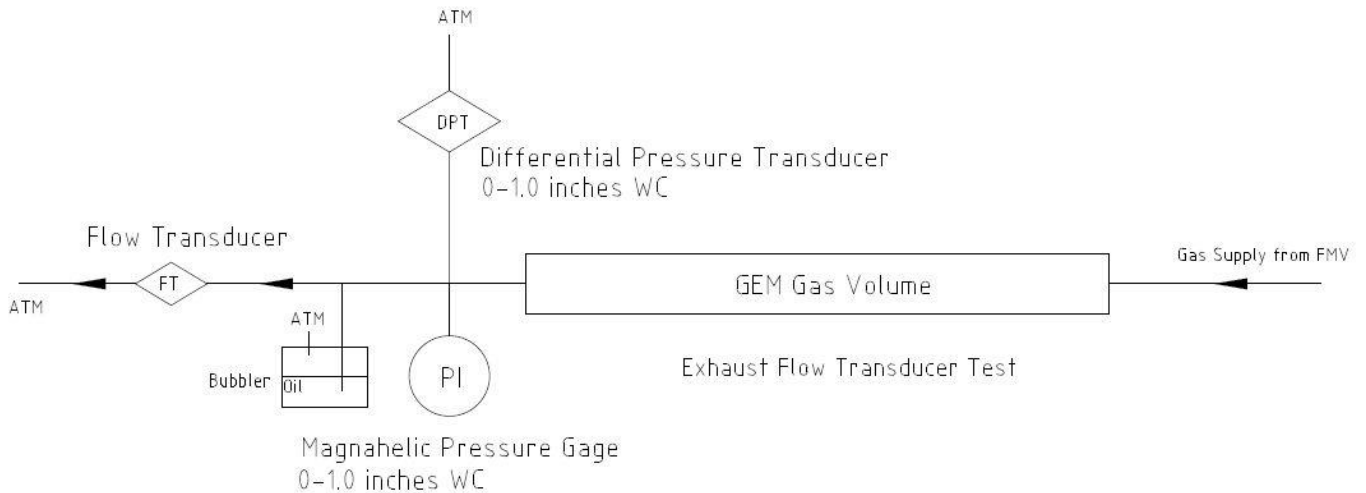 ATM
DPT
Differential Pressure Transducer
0-1.0 inches WC
Flow Transducer
Gas Supply from FMV
FT
GEM Gas Volume
ATM
ATM
Bubbler
Oil
PI
Exhaust Flow Transducer Test
Magnahelic Pressure Gage
0-1.0 inches WC